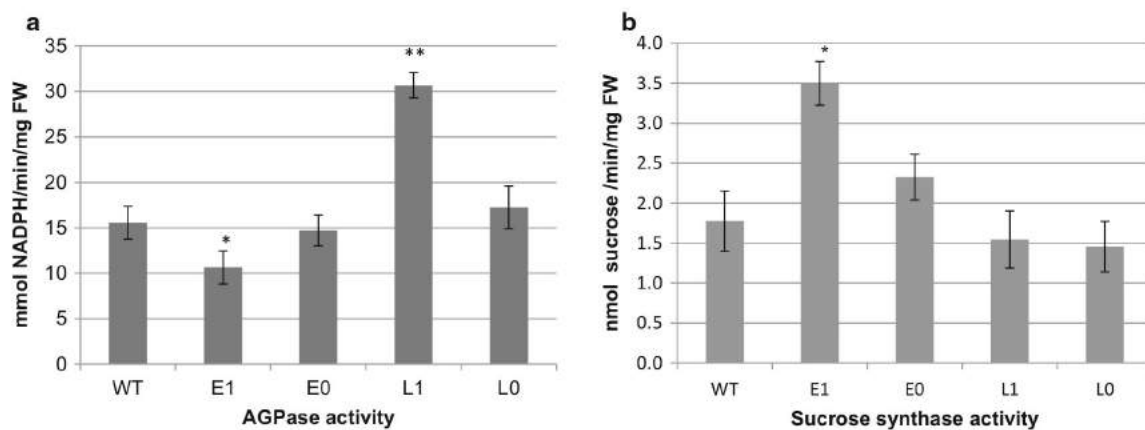 a
mmol NADPH/min/mg FW
35
30
25
20
15
10
5
0
*
**
WT E1 E0 L1 L0
AGPase activity
b
nmol sucrose /min/mg FW
4.0
3.5
3.0
2.5
2.0
1.5
1.0
0.5
0.0
*
WT E1 E0 L1 L0
Sucrose synthase activity